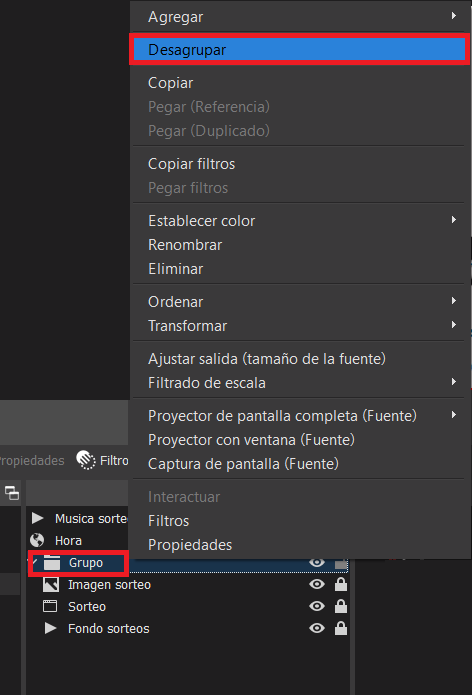 Agregar
Desagrupar
Copiar
Pegar (Referencia)
Pegar (Duplicado)
Copiar filtros
Pegar filtros
Establecer color
Renombrar
Eliminar
Ordenar
Transformar
Ajustar salida (tamaño de la fuente)
Filtrado de escala
Proyector de pantalla completa (Fuente)
Proyector con ventana (Fuente)
Captura de pantalla (Fuente)
Interactuar
Filtros
Propiedades
ropiedades Filtro
Musica sorteo
Hora
Grupo
Imagen sorteo
Sorteo
Fondo sorteos